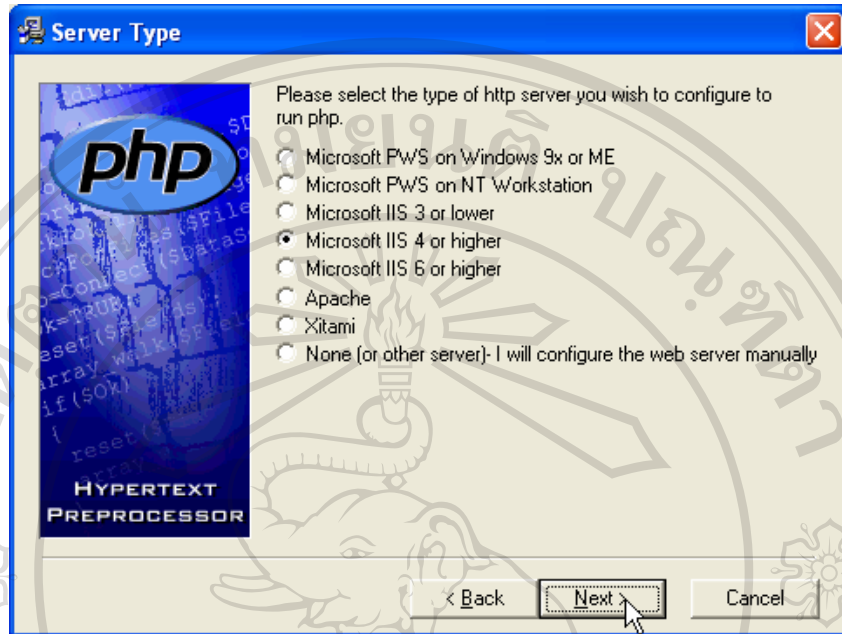 Server Type
Please select the type of http server you wish to configure to
run php.
Microsoft PWS on Windows 9x or ME
Microsoft PWS on NT Workstation
Microsoft IIS 3 or lower
Microsoft IIS 4 or higher
Microsoft IIS 6 or higher
Apache
Xitami
None (or other server)- I will configure the web server manually
php
HYPERTEXT
PREPROCESSOR
< Back
Next >
Cancel